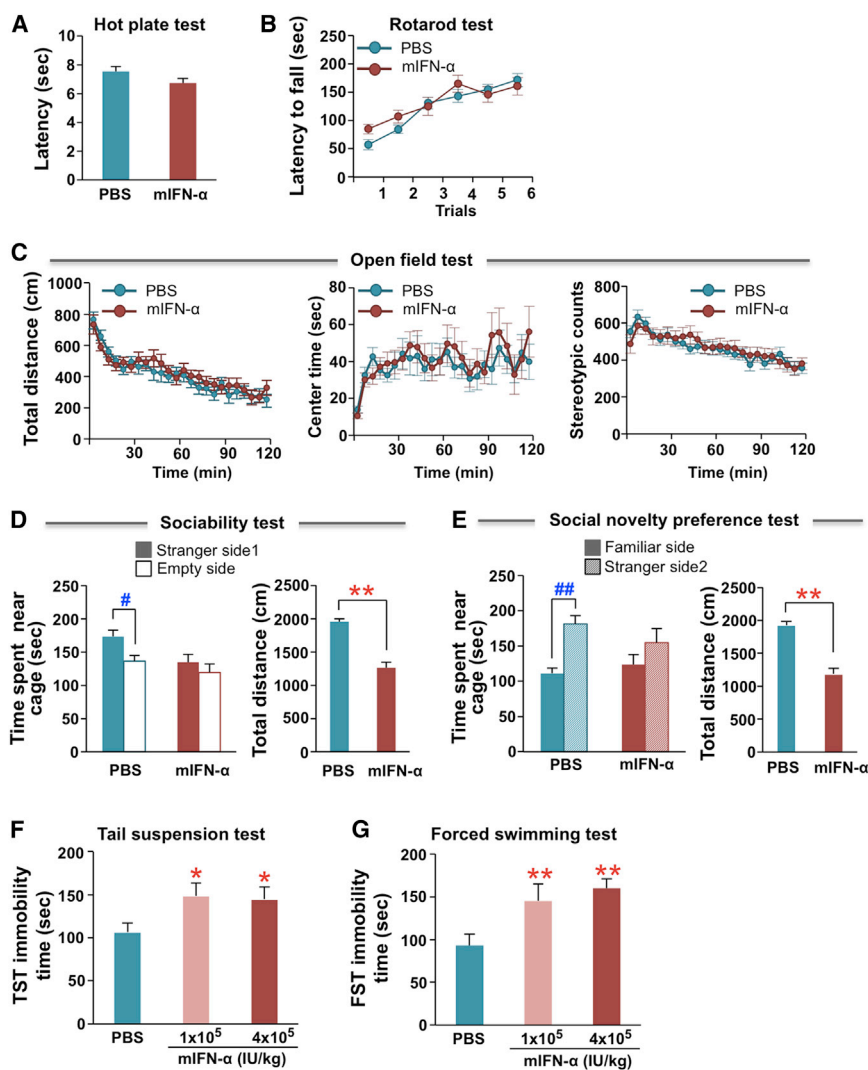 A Hot plate test
Latency (sec)
10
8
6
4
2
0
PBS mIFN-α
B Rotarod test
PBS
mIFN-α
Latency to fall (sec)
250
200
150
100
50
0
1 2 3 4 5 6
Trials
C Open field test
PBS
mIFN-α
Total distance (cm)
1000
800
600
400
200
0
30 60 90 120
Time (min)
PBS
mIFN-α
Center time (sec)
80
60
40
20
0
30 60 90 120
Time (min)
PBS
mIFN-α
Stereotypic counts
800
600
400
200
0
30 60 90 120
Time (min)
D Sociability test
Stranger side1
Empty side
Time spent near
cage (sec)
250
200
150
100
50
0
#
PBS mIFN-α
Total distance (cm)
2500
2000
1500
1000
500
0
**
PBS mIFN-α
E Social novelty preference test
Familiar side
Stranger side2
Time spent near
cage (sec)
250
200
150
100
50
0
##
PBS mIFN-α
Total distance (cm)
2500
2000
1500
1000
500
0
**
PBS mIFN-α
F Tail suspension test
TST immobility
time (sec)
200
150
100
50
0
* *
PBS 1x10⁵ 4x10⁵
mIFN-α (IU/kg)
G Forced swimming test
FST immobility
time (sec)
200
150
100
50
0
** **
PBS 1x10⁵ 4x10⁵
mIFN-α (IU/kg)